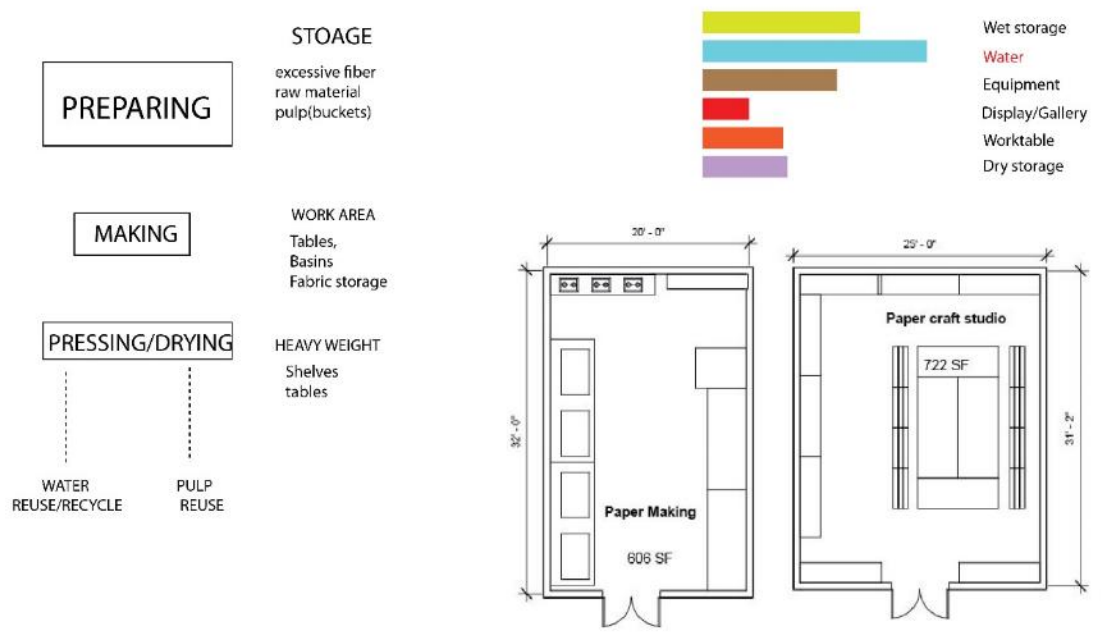 PREPARING
STOAGE
excessive fiber
raw material
pulp(buckets)
MAKING
WORK AREA
Tables,
Basins
Fabric storage
PRESSING/DRYING
HEAVY WEIGHT
Shelves
tables
WATER
REUSE/RECYCLE
PULP
REUSE
Wet storage
Water
Equipment
Display/Gallery
Worktable
Dry storage
20' - 0"
32' - 0"
Paper Making
606 SF
25' - 0"
Paper craft studio
722 SF
31' - 2"